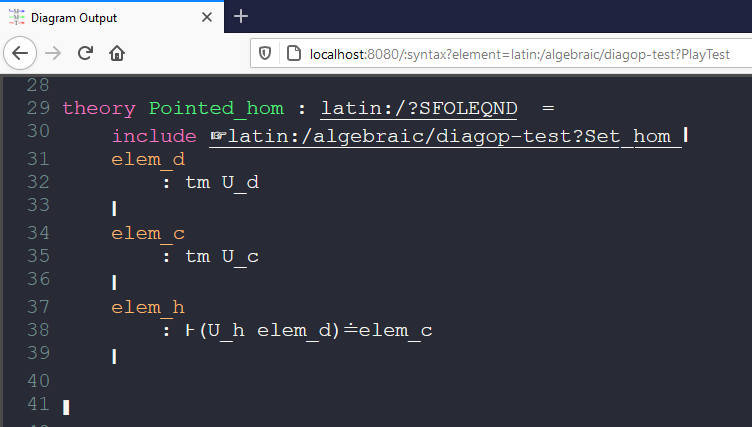 Diagram Output
localhost:8080/:syntax?element=latin:/algebraic/diagop-test?PlayTest
28
29 theory Pointed_hom : latin:/?SFOLEQND =
30 include ☞latin:/algebraic/diagop-test?Set_hom ❙
31 elem_d
32 : tm U_d
33 ❙
34 elem_c
35 : tm U_c
36 ❙
37 elem_h
38 : ⊦(U_h elem_d)≐elem_c
39 ❙
40
41 ❚